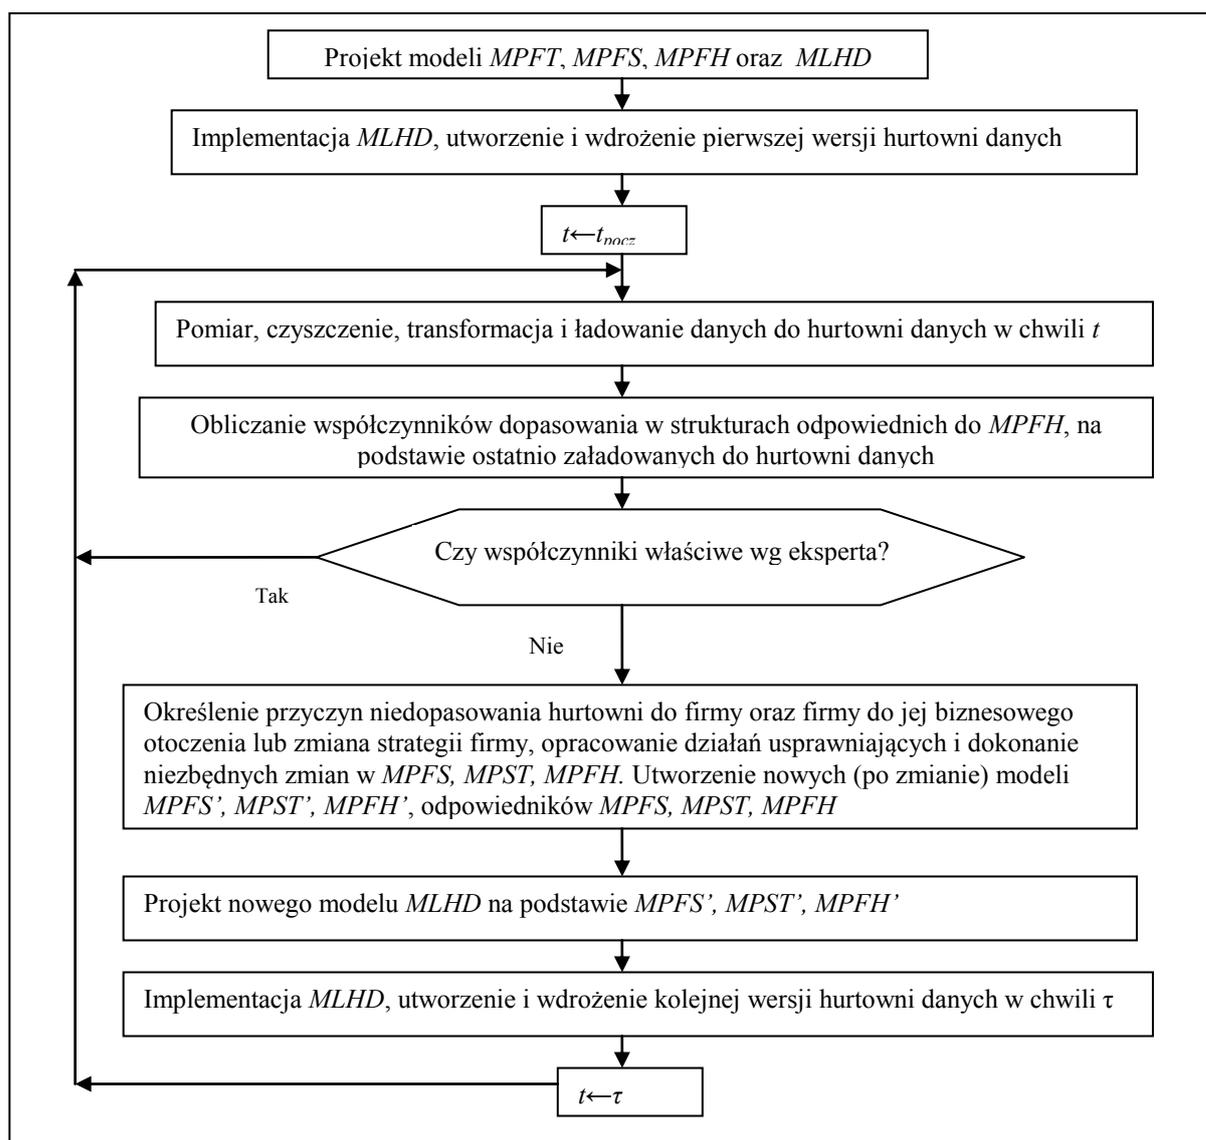 Projekt modeli MPFT, MPFS, MPFH oraz MLHD
Implementacja MLHD, utworzenie i wdrożenie pierwszej wersji hurtowni danych
t←t_pocz
Pomiar, czyszczenie, transformacja i ładowanie danych do hurtowni danych w chwili t
Obliczanie współczynników dopasowania w strukturach odpowiednich do MPFH, na
podstawie ostatnio załadowanych do hurtowni danych
Czy współczynniki właściwe wg eksperta?
Tak
Nie
Określenie przyczyn niedopasowania hurtowni do firmy oraz firmy do jej biznesowego
otoczenia lub zmiana strategii firmy, opracowanie działań usprawniających i dokonanie
niezbędnych zmian w MPFS, MPST, MPFH. Utworzenie nowych (po zmianie) modeli
MPFS’, MPST’, MPFH’, odpowiedników MPFS, MPST, MPFH
Projekt nowego modelu MLHD na podstawie MPFS’, MPST’, MPFH’
Implementacja MLHD, utworzenie i wdrożenie kolejnej wersji hurtowni danych w chwili τ
t←τ